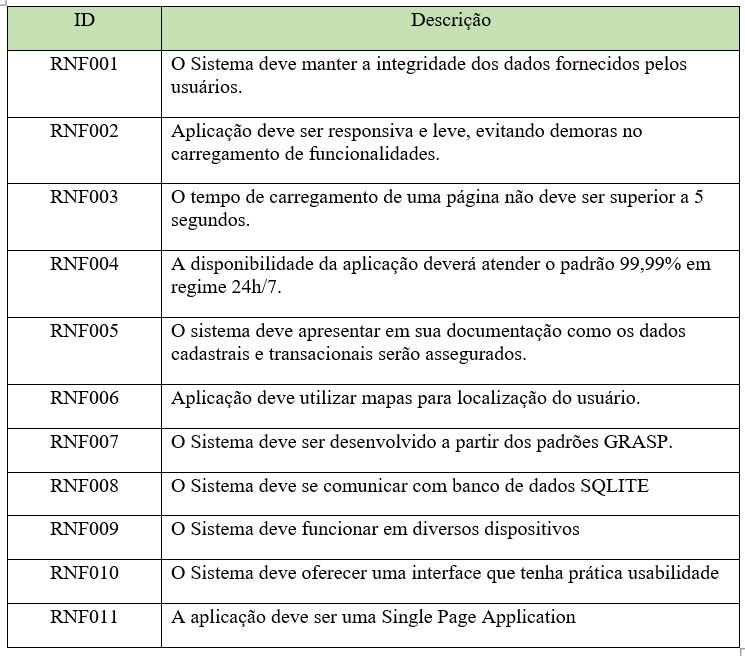 ID Descrição
RNF001 O Sistema deve manter a integridade dos dados fornecidos pelos
usuários.
RNF002 Aplicação deve ser responsiva e leve, evitando demoras no
carregamento de funcionalidades.
RNF003 O tempo de carregamento de uma página não deve ser superior a 5
segundos.
RNF004 A disponibilidade da aplicação deverá atender o padrão 99,99% em
regime 24h/7.
RNF005 O sistema deve apresentar em sua documentação como os dados
cadastrais e transacionais serão assegurados.
RNF006 Aplicação deve utilizar mapas para localização do usuário.
RNF007 O Sistema deve ser desenvolvido a partir dos padrões GRASP.
RNF008 O Sistema deve se comunicar com banco de dados SQLITE
RNF009 O Sistema deve funcionar em diversos dispositivos
RNF010 O Sistema deve oferecer uma interface que tenha prática usabilidade
RNF011 A aplicação deve ser uma Single Page Application